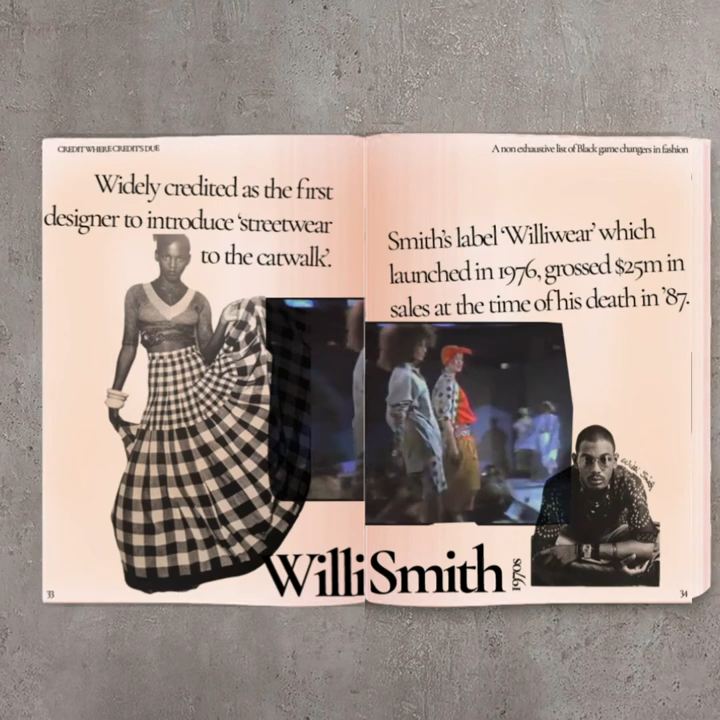 CREDIT WHERE CREDIT'S DUE
A non exhaustive list of Black game changers in fashion
Widely credited as the first
designer to introduce 'streetwear
to the catwalk'.
Smith's label 'Williwear' which
launched in 1976, grossed $25m in
sales at the time of his death in '87.
Willi Smith
1970s
Willi Smith
33
34